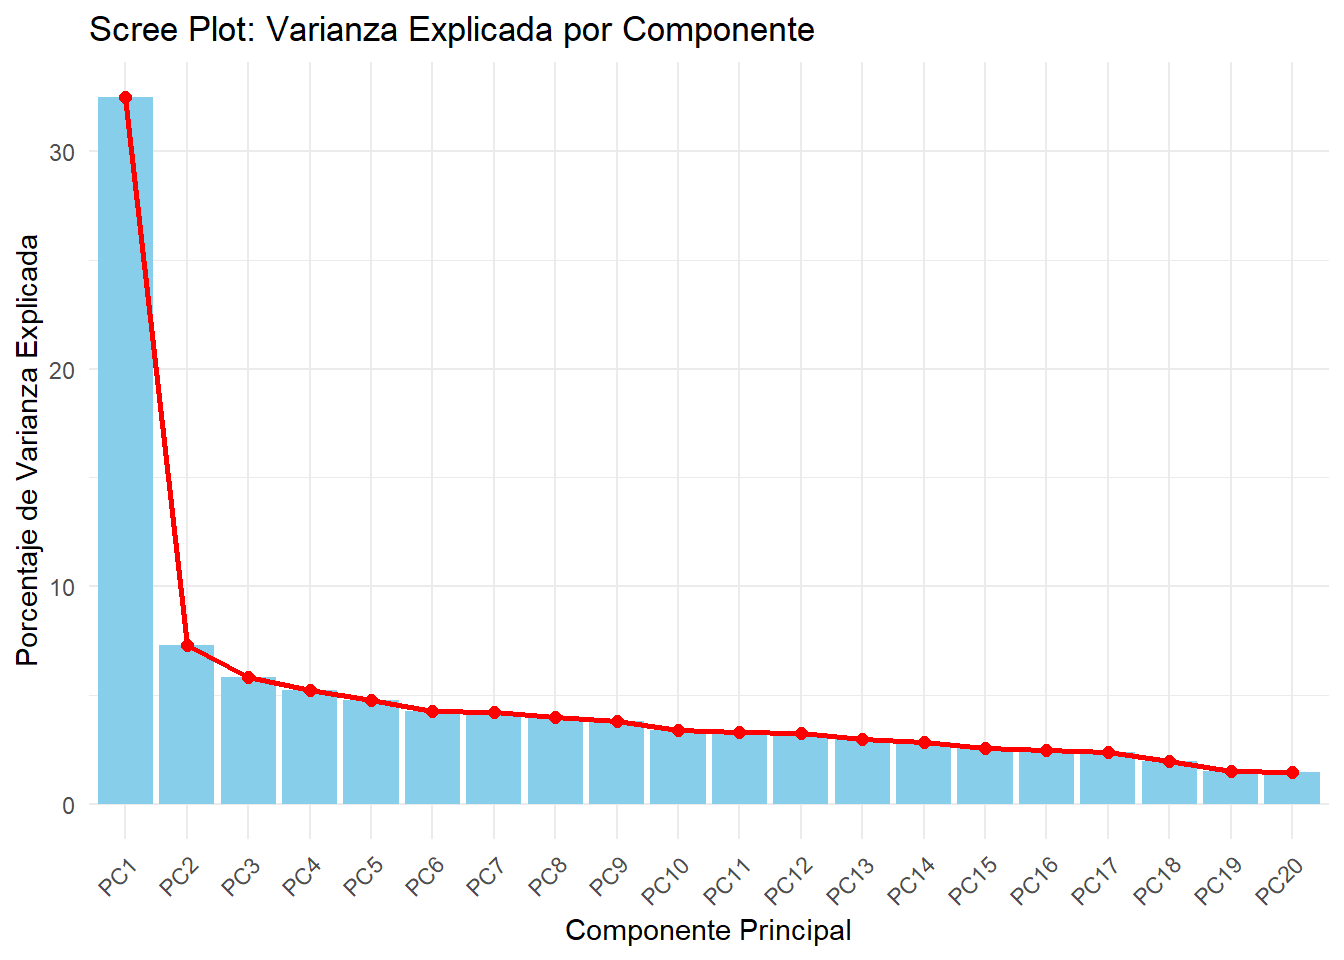 Scree Plot: Varianza Explicada por Componente
Porcentaje de Varianza Explicada
30
20
10
0
PC1
PC2
PC3
PC4
PC5
PC6
PC7
PC8
PC9
PC10
PC11
PC12
PC13
PC14
PC15
PC16
PC17
PC18
PC19
PC20
Componente Principal